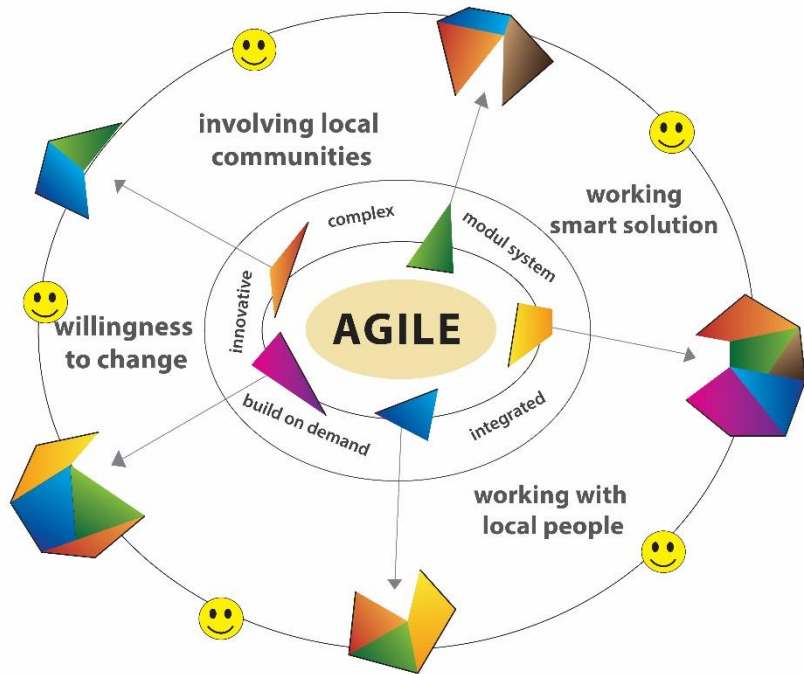 involving local
communities
working
smart solution
complex
modul system
innovative
AGILE
willingness
to change
build on demand
integrated
working with
local people